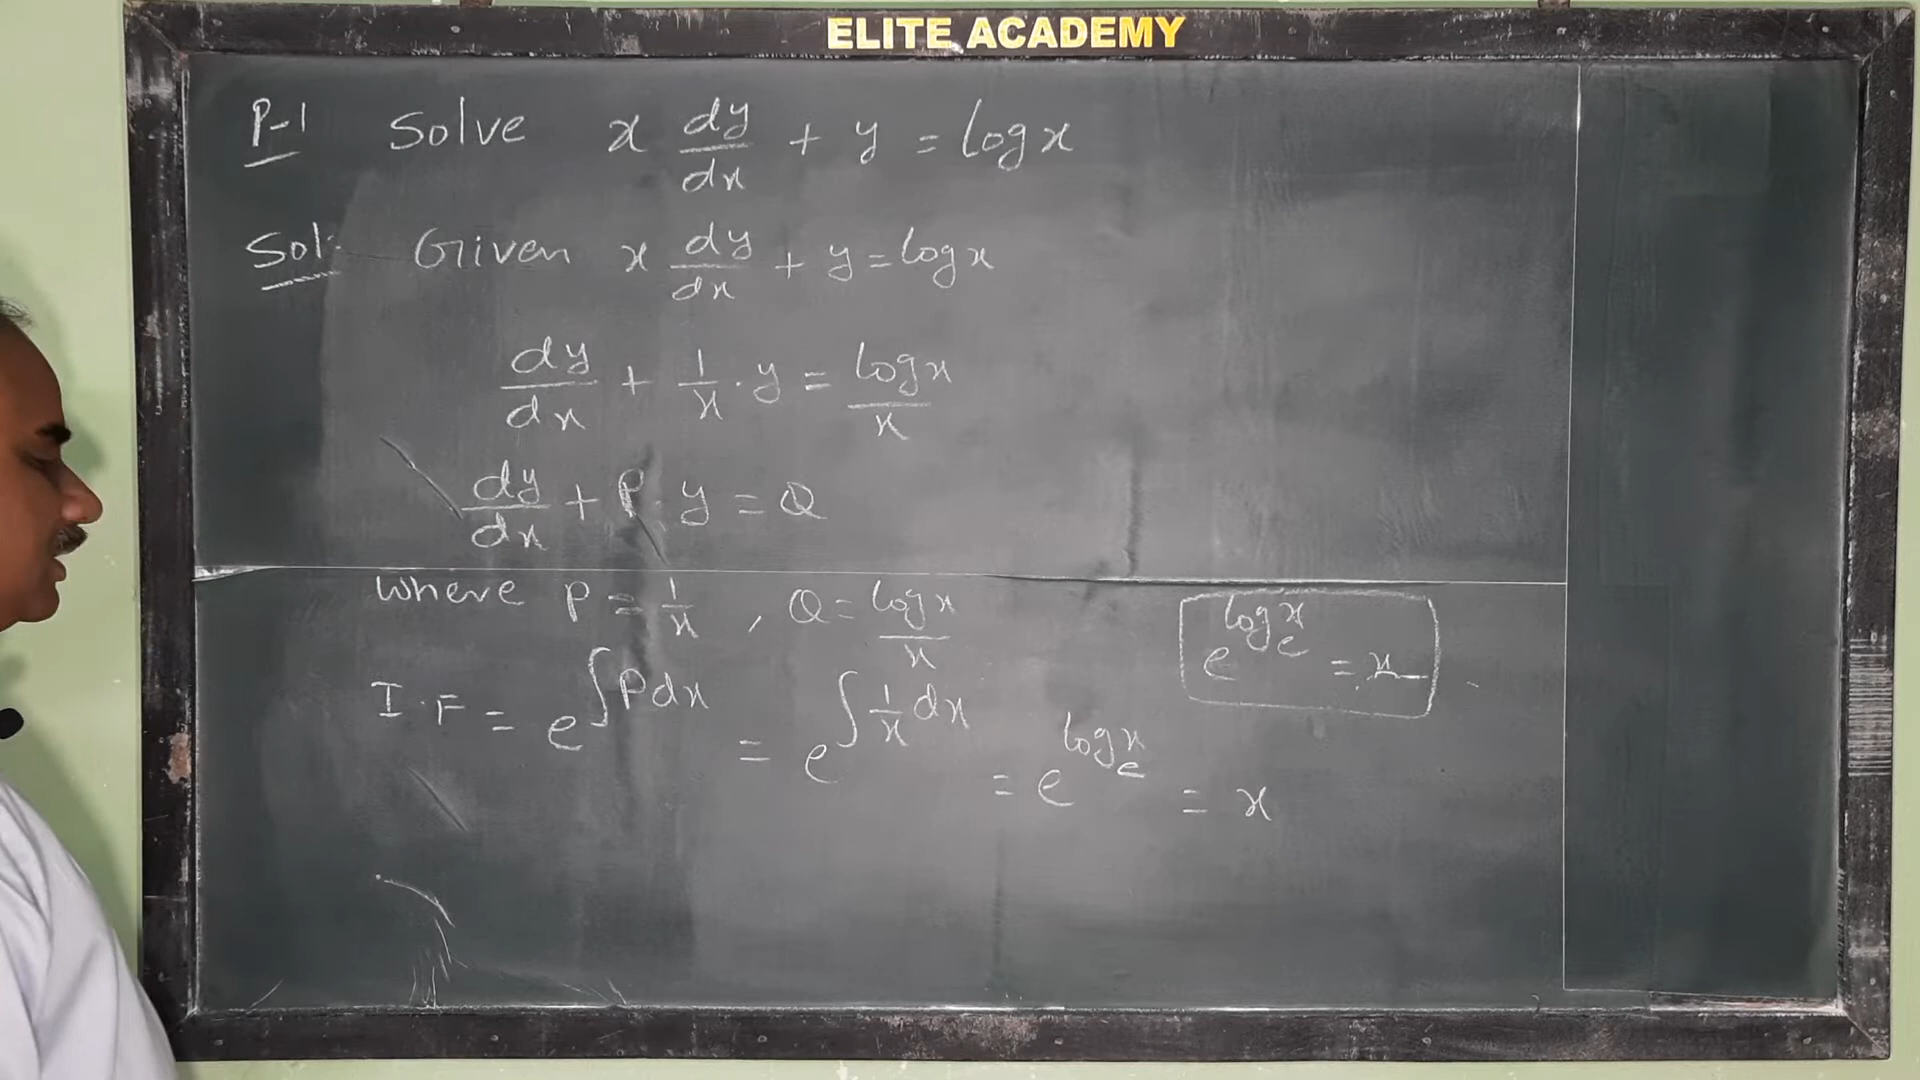 ELITE ACADEMY
P-1 Solve x dy/dx + y = log x
Sol: Given x dy/dx + y = log x
dy/dx + 1/x · y = log x/x
dy/dx + P y = Q
where P = 1/x , Q = log x/x
e^(log_e x) = x
I.F = e^(∫P dx) = e^(∫1/x dx) = e^(log_e x) = x